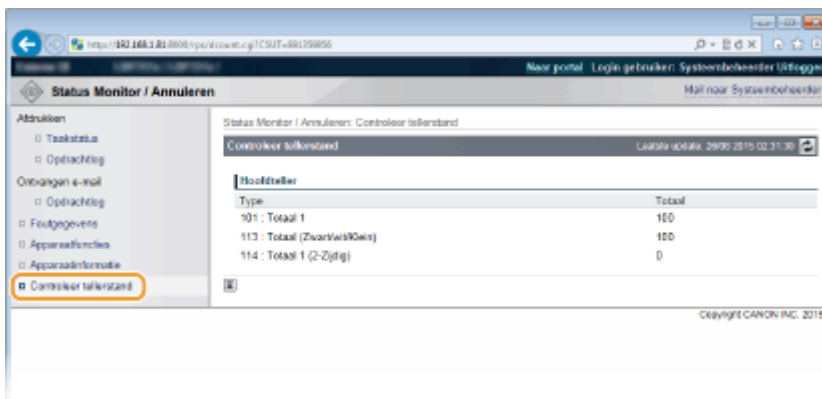 Naar portal Login gebruiker: Systeembeheerder Uitloggen
Status Monitor / Annuleren
Mail naar Systeembeheerder
Afdrukken
Taakstatus
Opdrachtlog
Ontvangen e-mail
Opdrachtlog
Foutgegevens
Apparaatfuncties
Apparaatinformatie
Controleer tellerstand
Status Monitor / Annuleren: Controleer tellerstand
Controleer tellerstand
Laatste update: 26/08 2015 02:31:30
Hoofdteller
Type Totaal
101 : Totaal 1 100
113 : Totaal (Zwart/wit/Klein) 100
114 : Totaal 1 (2-Zijdig) 0
Copyright CANON INC. 2015